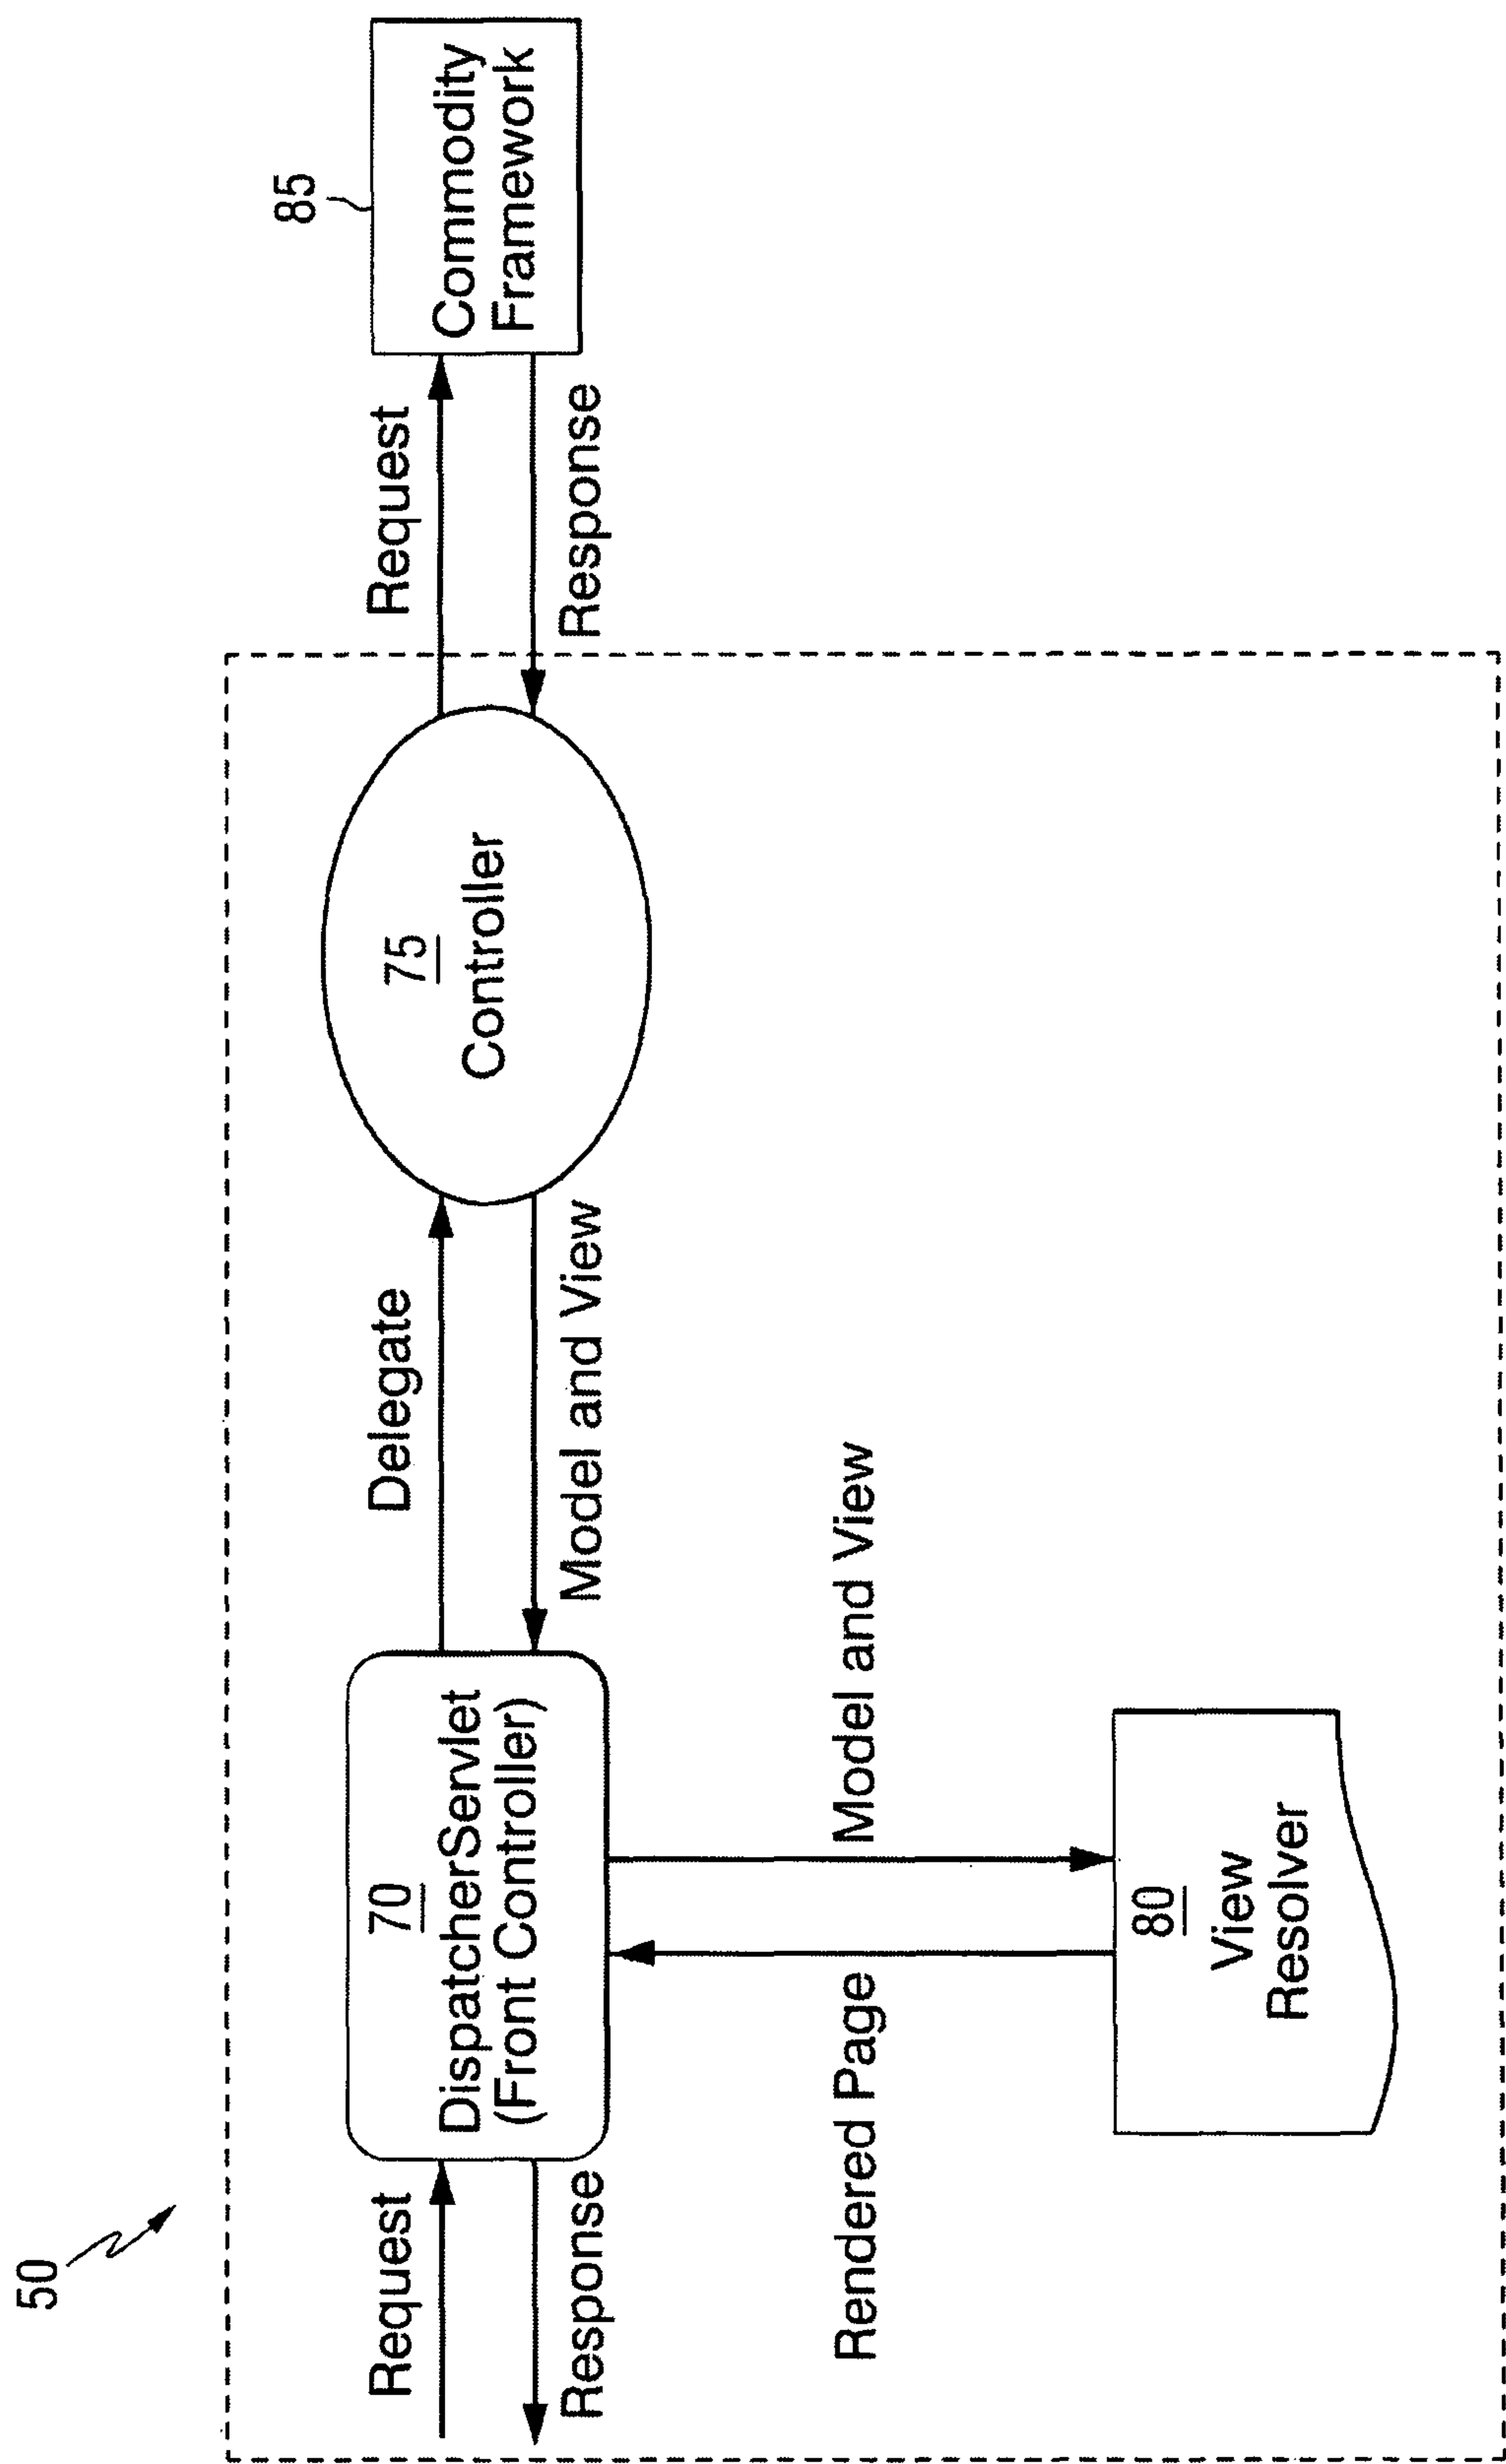 50
Request
Response
70
DispatcherServlet
(Front Controller)
Delegate
Model and View
75
Controller
Request
Response
85
Commodity
Framework
Rendered Page
Model and View
80
View
Resolver